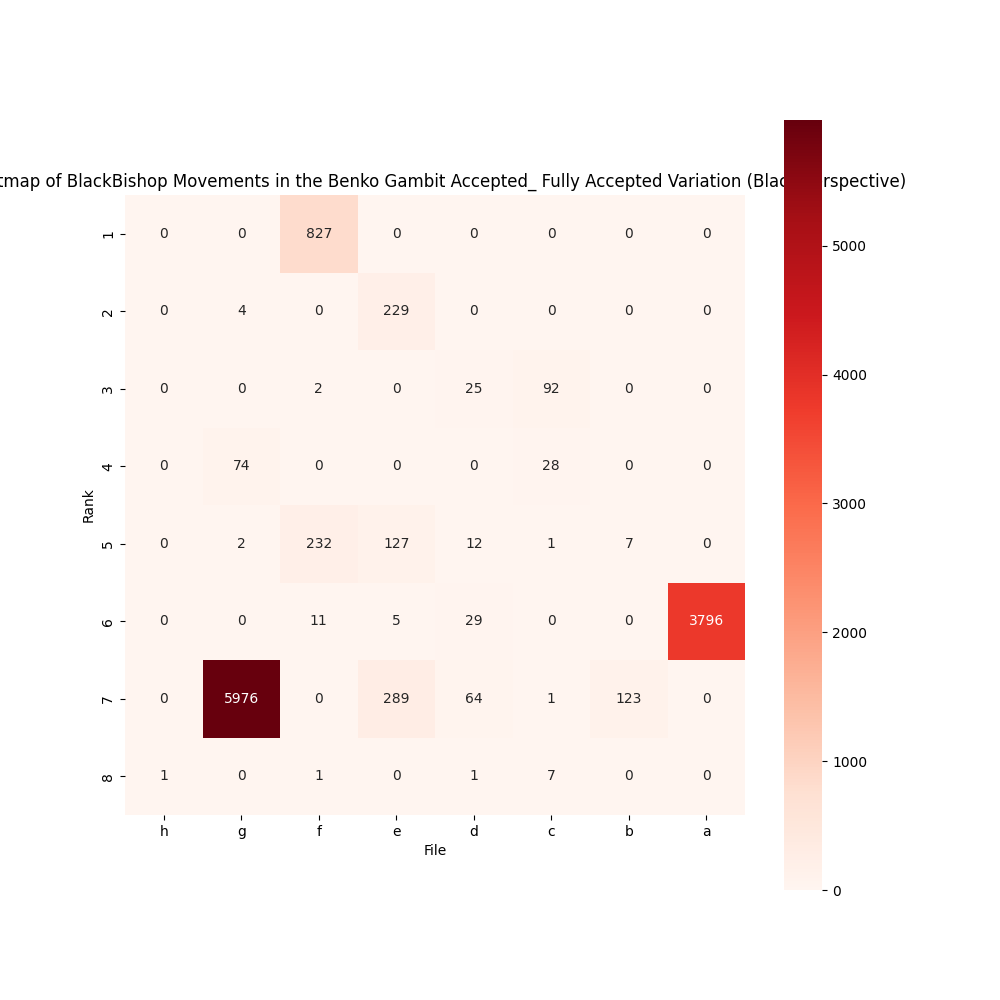 tmap of BlackBishop Movements in the Benko Gambit Accepted_ Fully Accepted Variation (Blac rspective)
1 0 0 827 0 0 0 0 0
2 0 4 0 229 0 0 0 0
3 0 0 2 0 25 92 0 0
4 0 74 0 0 0 28 0 0
5 0 2 232 127 12 1 7 0
6 0 0 11 5 29 0 0 3796
7 0 5976 0 289 64 1 123 0
8 1 0 1 0 1 7 0 0
h g f e d c b a
File
Rank
5000
4000
3000
2000
1000
0